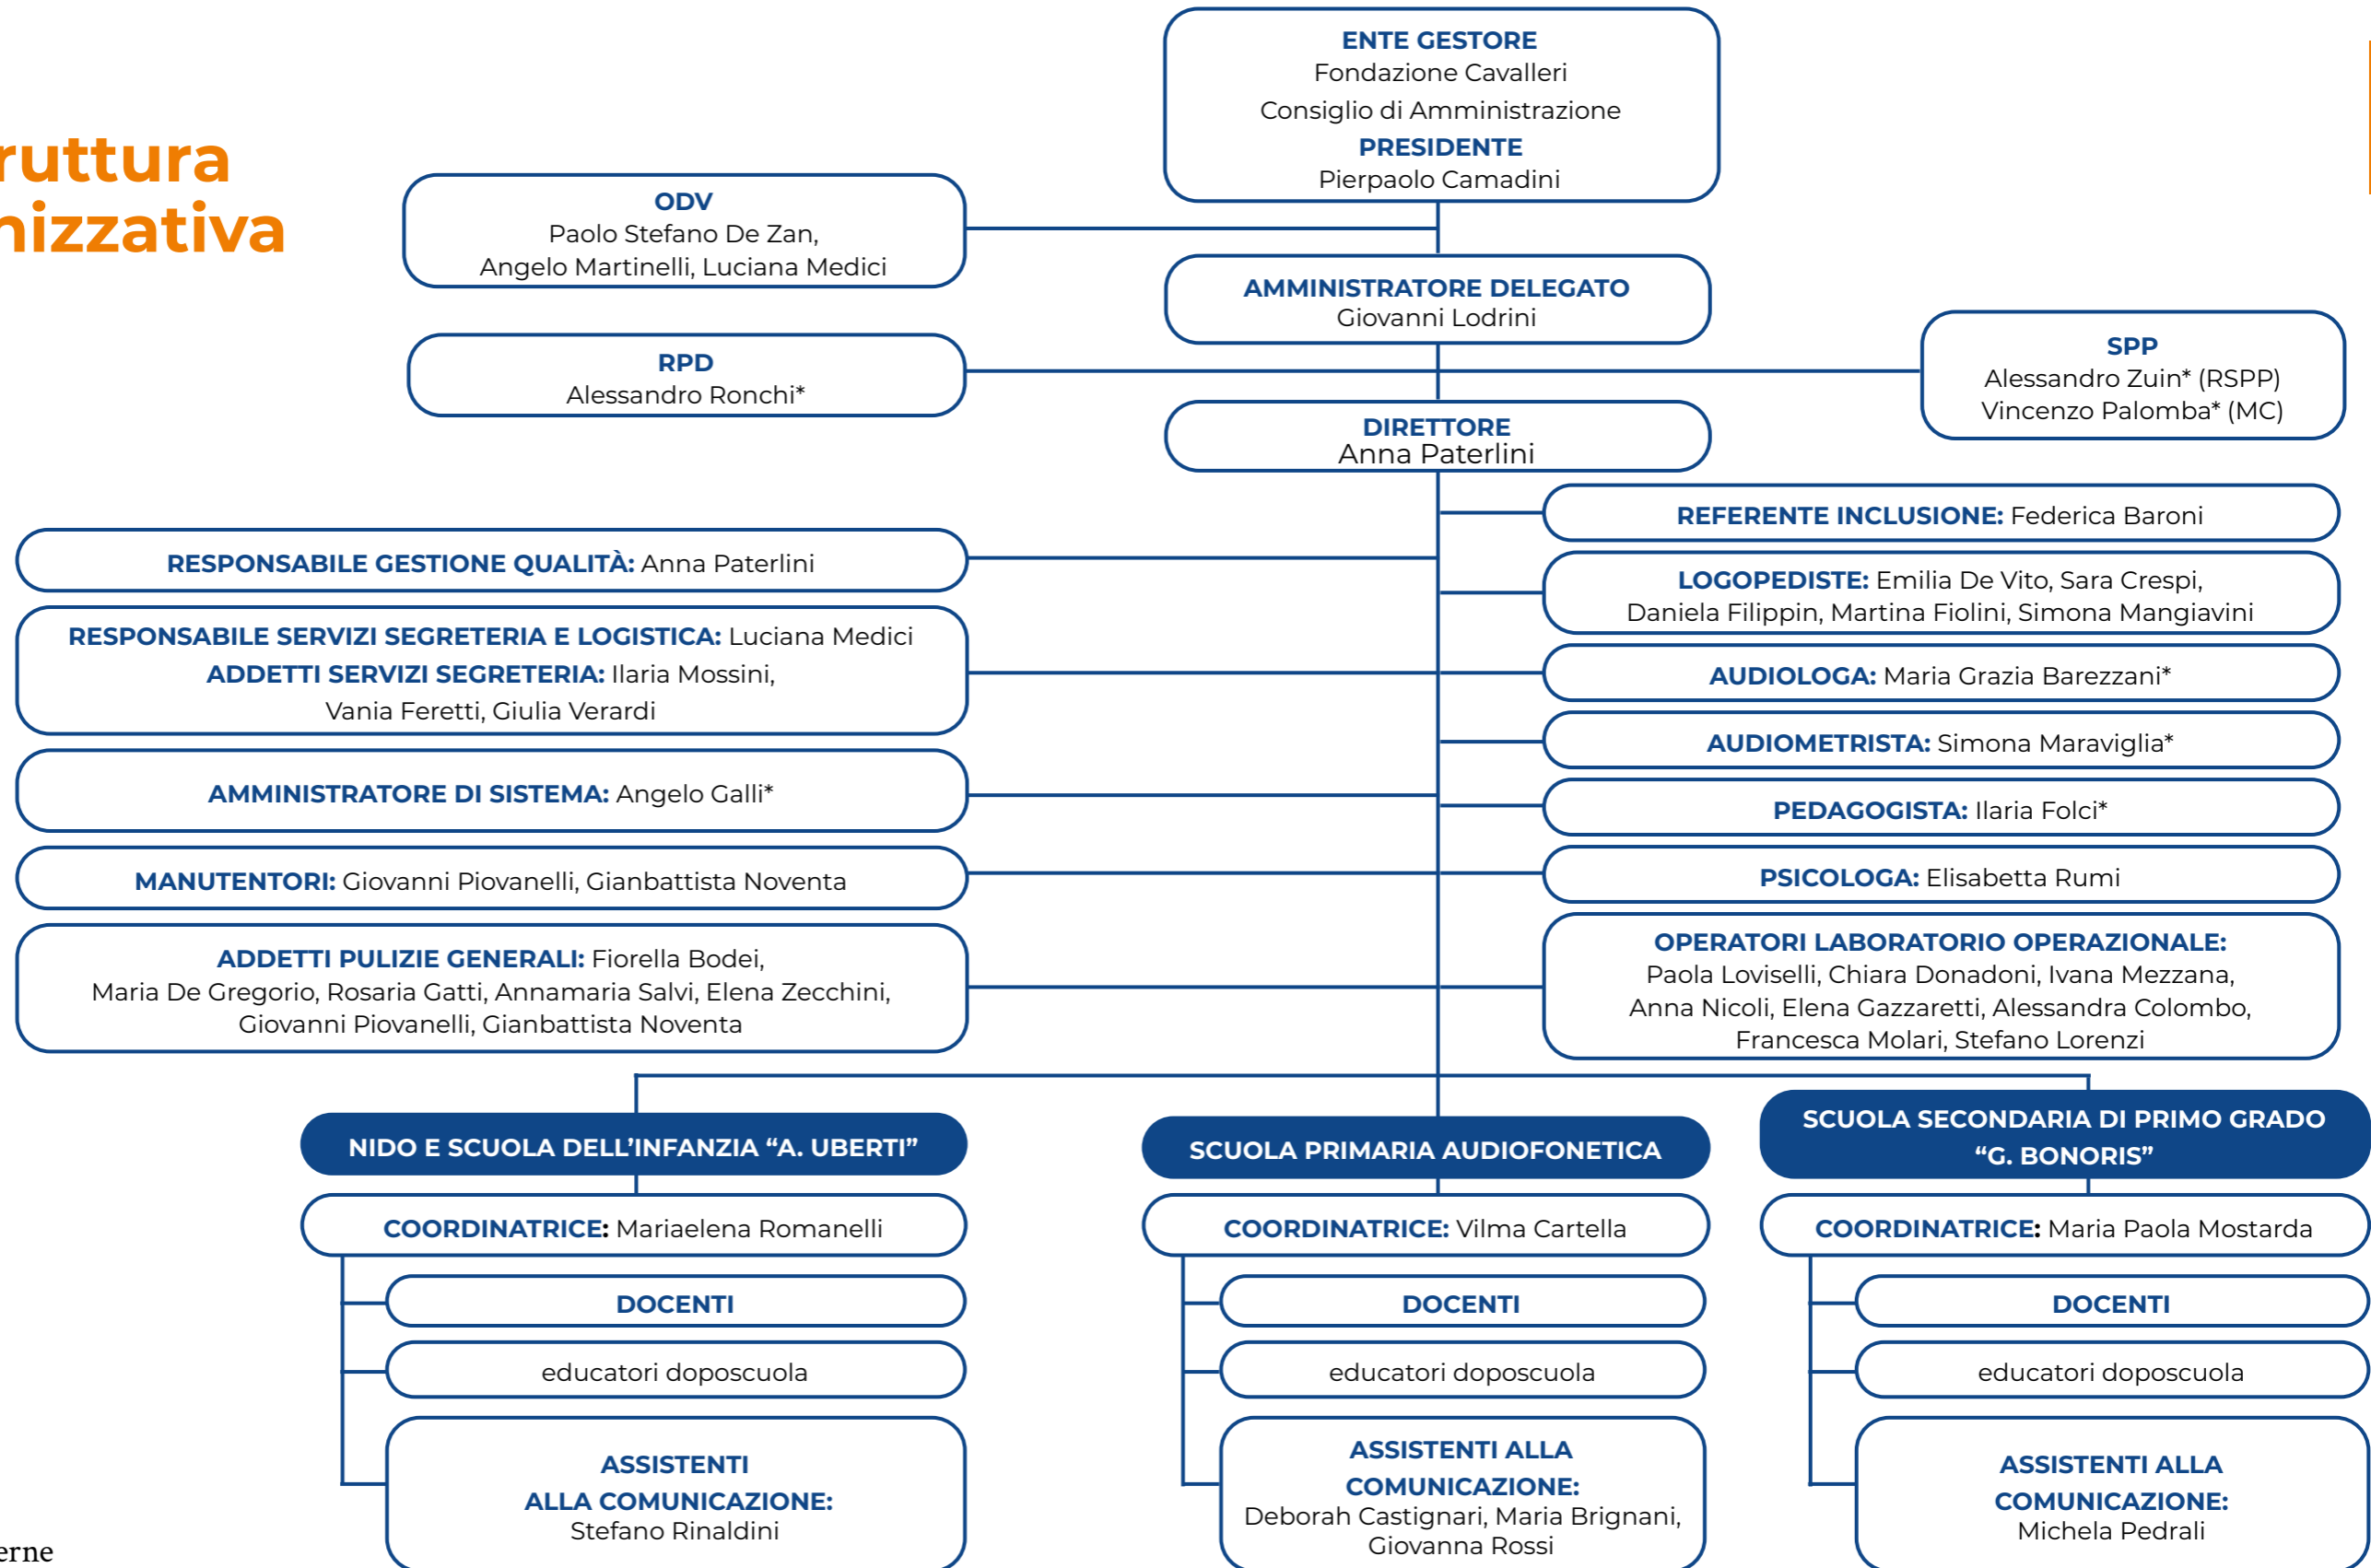 ruttura
nizzativa
ENTE GESTORE
Fondazione Cavalleri
Consiglio di Amministrazione
PRESIDENTE
Pierpaolo Camadini
ODV
Paolo Stefano De Zan,
Angelo Martinelli, Luciana Medici
AMMINISTRATORE DELEGATO
Giovanni Lodrini
RPD
Alessandro Ronchi*
SPP
Alessandro Zuin* (RSPP)
Vincenzo Palomba* (MC)
DIRETTORE
Anna Paterlini
RESPONSABILE GESTIONE QUALITÀ: Anna Paterlini
RESPONSABILE SERVIZI SEGRETERIA E LOGISTICA: Luciana Medici
ADDETTI SERVIZI SEGRETERIA: Ilaria Mossini,
Vania Feretti, Giulia Verardi
AMMINISTRATORE DI SISTEMA: Angelo Galli*
MANUTENTORI: Giovanni Piovanelli, Gianbattista Noventa
ADDETTI PULIZIE GENERALI: Fiorella Bodei,
Maria De Gregorio, Rosaria Gatti, Annamaria Salvi, Elena Zecchini,
Giovanni Piovanelli, Gianbattista Noventa
REFERENTE INCLUSIONE: Federica Baroni
LOGOPEDISTE: Emilia De Vito, Sara Crespi,
Daniela Filippin, Martina Fiolini, Simona Mangiavini
AUDIOLOGA: Maria Grazia Barezzani*
AUDIOMETRISTA: Simona Maraviglia*
PEDAGOGISTA: Ilaria Folci*
PSICOLOGA: Elisabetta Rumi
OPERATORI LABORATORIO OPERAZIONALE:
Paola Loviselli, Chiara Donadoni, Ivana Mezzana,
Anna Nicoli, Elena Gazzaretti, Alessandra Colombo,
Francesca Molari, Stefano Lorenzi
NIDO E SCUOLA DELL’INFANZIA “A. UBERTI”
COORDINATRICE: Mariaelena Romanelli
DOCENTI
educatori doposcuola
ASSISTENTI
ALLA COMUNICAZIONE:
Stefano Rinaldini
SCUOLA PRIMARIA AUDIOFONETICA
COORDINATRICE: Vilma Cartella
DOCENTI
educatori doposcuola
ASSISTENTI ALLA
COMUNICAZIONE:
Deborah Castignari, Maria Brignani,
Giovanna Rossi
SCUOLA SECONDARIA DI PRIMO GRADO
“G. BONORIS”
COORDINATRICE: Maria Paola Mostarda
DOCENTI
educatori doposcuola
ASSISTENTI ALLA
COMUNICAZIONE:
Michela Pedrali
erne